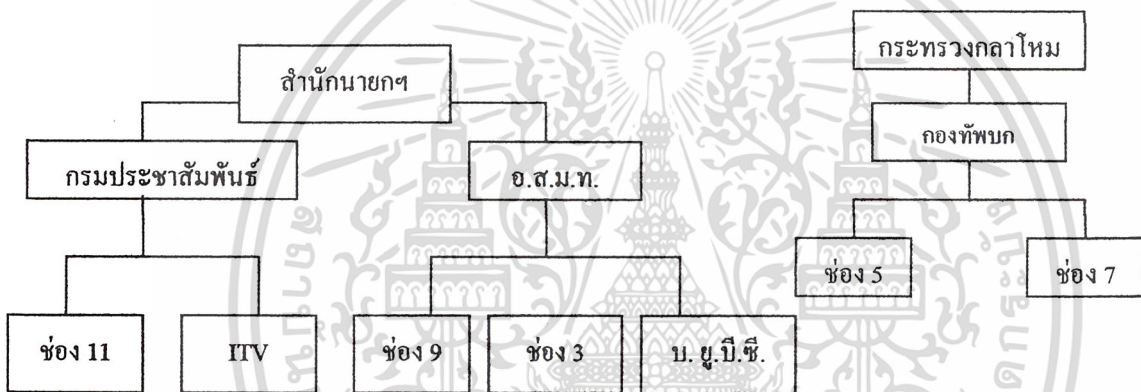 สำนักนายกฯ
กระทรวงกลาโหม
กรมประชาสัมพันธ์
อ.ส.ม.ท.
กองทัพบก
ช่อง 5
ช่อง 7
ช่อง 11
ITV
ช่อง 9
ช่อง 3
บ. ยู.บี.ซี.